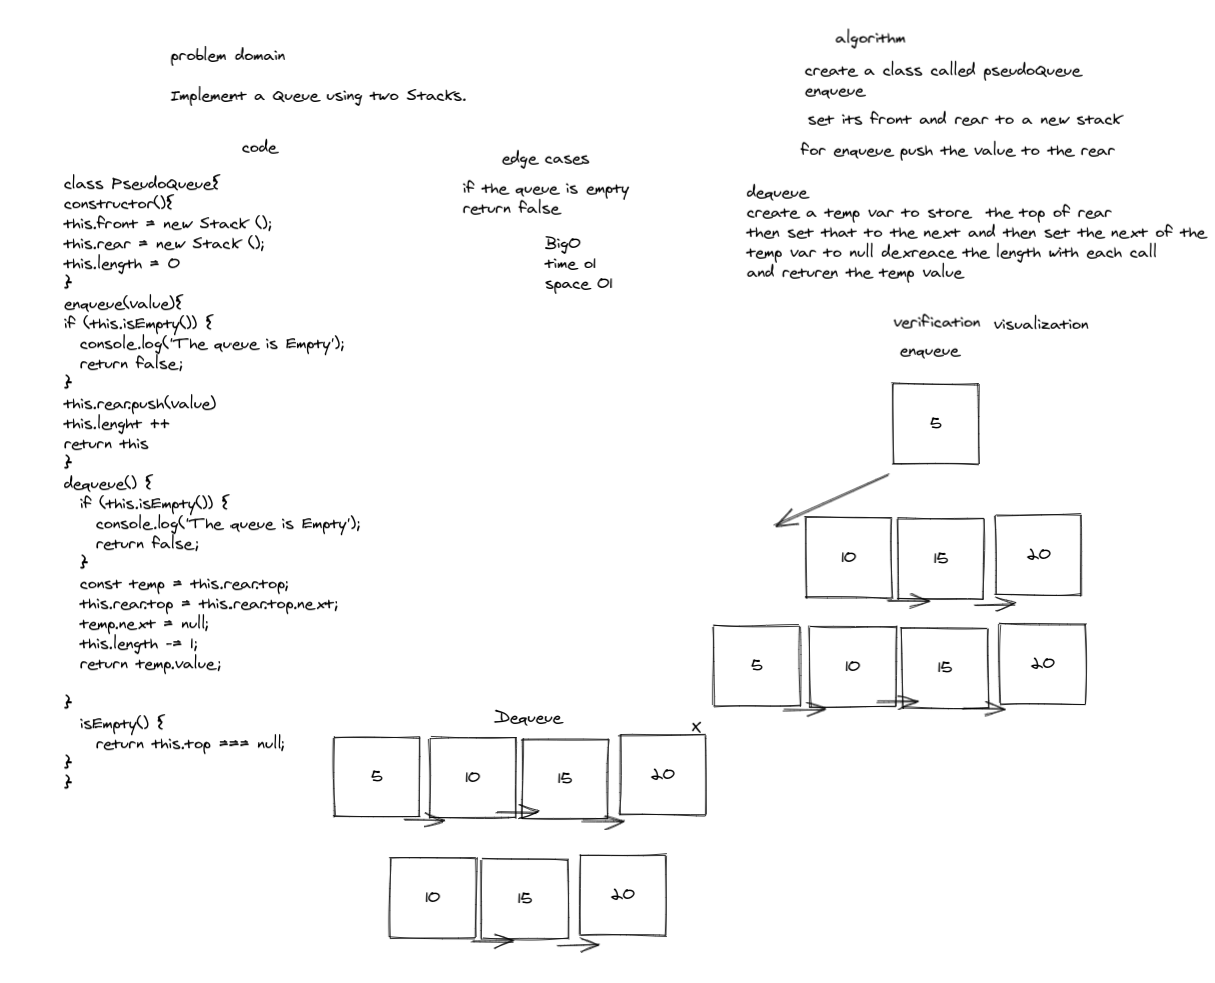 problem domain
Implement a Queue using two Stacks.
code
class PseudoQueue{
constructor(){
this.front = new Stack ();
this.rear = new Stack ();
this.length = 0
}
enqueue(value){
if (this.isEmpty()) {
console.log('The queue is Empty');
return false;
}
this.rear.push(value)
this.lenght ++
return this
}
dequeue() {
if (this.isEmpty()) {
console.log('The queue is Empty');
return false;
}
const temp = this.rear.top;
this.rear.top = this.rear.top.next;
temp.next = null;
this.length -= 1;
return temp.value;
}
isEmpty() {
return this.top === null;
}
}
edge cases
if the queue is empty
return false
BigO
time o1
space O1
algorithm
create a class called pseudoQueue
enqueue
set its front and rear to a new stack
for enqueue push the value to the rear
dequeue
create a temp var to store the top of rear
then set that to the next and then set the next of the
temp var to null dexreace the length with each call
and returen the temp value
verification visualization
enqueue
5
10 15 20
5 10 15 20
Dequeue
x
5 10 15 20
10 15 20